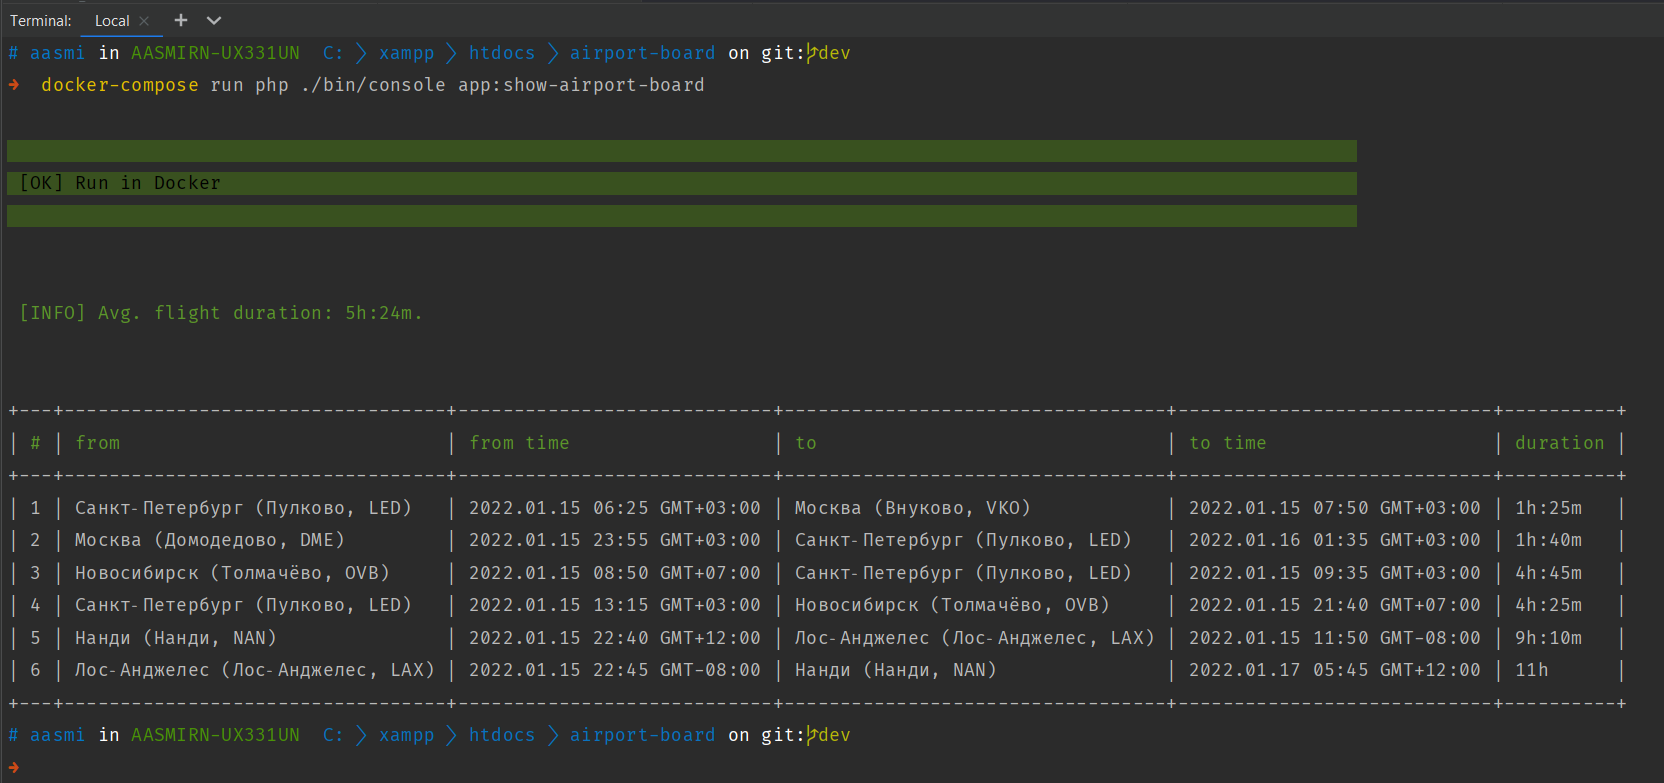 Terminal: Local × +
# aasmi in AASMIRN-UX331UN C: 〉 xampp 〉 htdocs 〉 airport-board on git:dev
➜ docker-compose run php ./bin/console app:show-airport-board
[OK] Run in Docker
[INFO] Avg. flight duration: 5h:24m.
+---+----------------------------------+----------------------------+----------------------------------+----------------------------+----------+
| # | from | from time | to | to time | duration |
+---+----------------------------------+----------------------------+----------------------------------+----------------------------+----------+
| 1 | Санкт-Петербург (Пулково, LED) | 2022.01.15 06:25 GMT+03:00 | Москва (Внуково, VKO) | 2022.01.15 07:50 GMT+03:00 | 1h:25m |
| 2 | Москва (Домодедово, DME) | 2022.01.15 23:55 GMT+03:00 | Санкт-Петербург (Пулково, LED) | 2022.01.16 01:35 GMT+03:00 | 1h:40m |
| 3 | Новосибирск (Толмачёво, OVB) | 2022.01.15 08:50 GMT+07:00 | Санкт-Петербург (Пулково, LED) | 2022.01.15 09:35 GMT+03:00 | 4h:45m |
| 4 | Санкт-Петербург (Пулково, LED) | 2022.01.15 13:15 GMT+03:00 | Новосибирск (Толмачёво, OVB) | 2022.01.15 21:40 GMT+07:00 | 4h:25m |
| 5 | Нанди (Нанди, NAN) | 2022.01.15 22:40 GMT+12:00 | Лос-Анджелес (Лос-Анджелес, LAX) | 2022.01.15 11:50 GMT-08:00 | 9h:10m |
| 6 | Лос-Анджелес (Лос-Анджелес, LAX) | 2022.01.15 22:45 GMT-08:00 | Нанди (Нанди, NAN) | 2022.01.17 05:45 GMT+12:00 | 11h |
+---+----------------------------------+----------------------------+----------------------------------+----------------------------+----------+
# aasmi in AASMIRN-UX331UN C: 〉 xampp 〉 htdocs 〉 airport-board on git:dev
➜